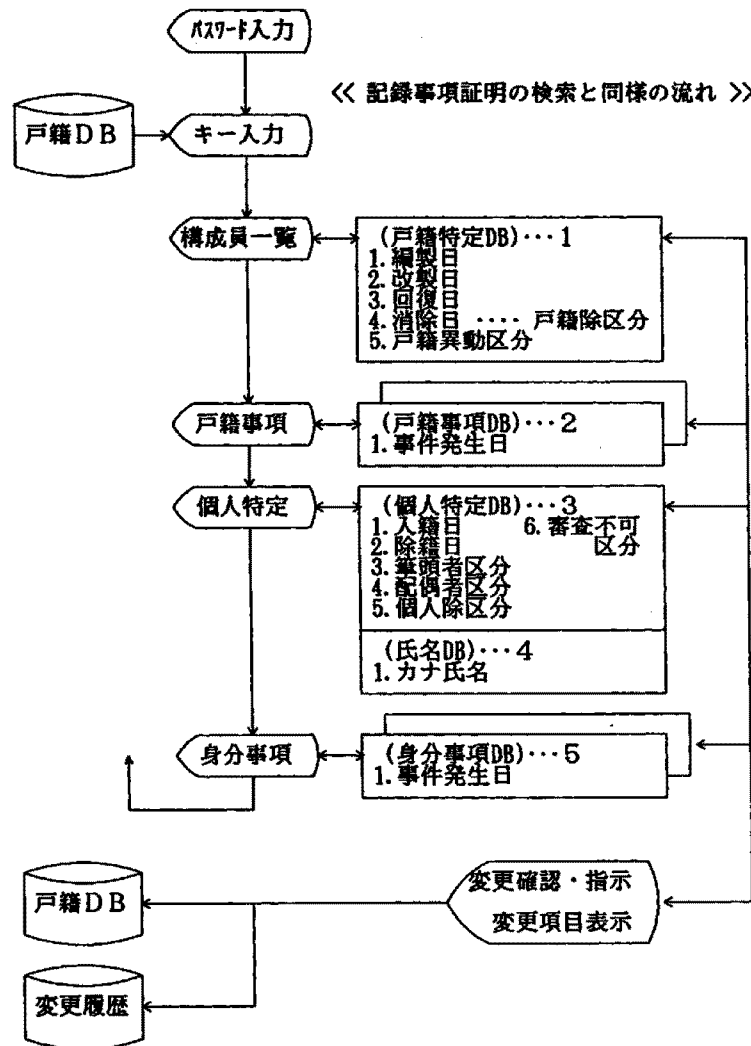 パスワード入力
≪ 記録事項証明の検索と同様の流れ ≫
戸籍DB
キー入力
構成員一覧
(戸籍特定DB)・・・1
1.編製日
2.改製日
3.回復日
4.消除日 ・・・・ 戸籍除区分
5.戸籍異動区分
戸籍事項
(戸籍事項DB)・・・2
1.事件発生日
個人特定
(個人特定DB)・・・3
1.入籍日 6.審査不可
2.除籍日 区分
3.筆頭者区分
4.配偶者区分
5.個人除区分
(氏名DB)・・・4
1.カナ氏名
身分事項
(身分事項DB)・・・5
1.事件発生日
戸籍DB
変更確認・指示
変更項目表示
変更履歴